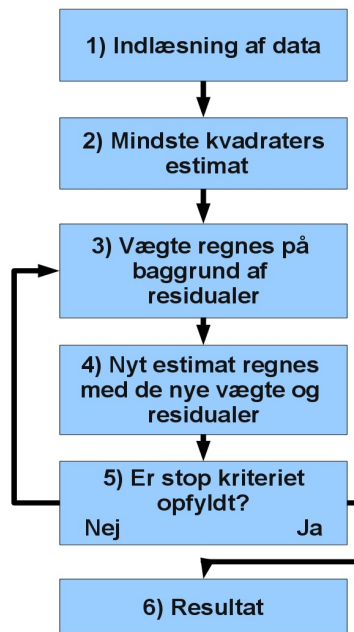 1) Indlæsning af data
2) Mindste kvadraters
estimat
3) Vægte regnes på
baggrund af
residualer
4) Nyt estimat regnes
med de nye vægte og
residualer
5) Er stop kriteriet
opfyldt?
Nej Ja
6) Resultat